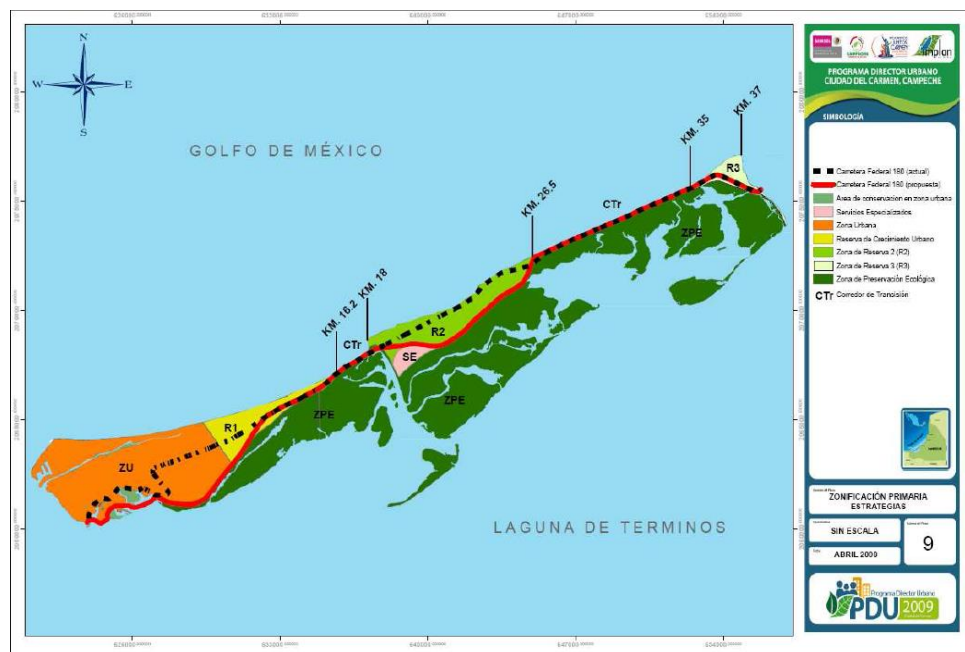 N
W E
S
GOLFO DE MÉXICO
KM. 37
KM. 35
R3
KM. 26.5
CTr
ZPE
KM. 18
KM. 16.2
CTr
R2
SE
ZPE
ZPE
R1
ZU
LAGUNA DE TERMINOS
implan
PROGRAMA DIRECTOR URBANO
CIUDAD DEL CARMEN, CAMPECHE
SIMBOLOGÍA
Carretera Federal 180 (actual)
Carretera Federal 180 (propuesta)
Area de conservación en zona urbana
Servicios Especializados
Zona Urbana
Reserva de Crecimiento Urbano
Zona de Reserva 2 (R2)
Zona de Reserva 3 (R3)
Zona de Preservación Ecológica
CTr Corredor de Transición
ZONIFICACIÓN PRIMARIA
ESTRATEGIAS
SIN ESCALA
9
ABRIL 2009
Programa Director Urbano
PDU 2009